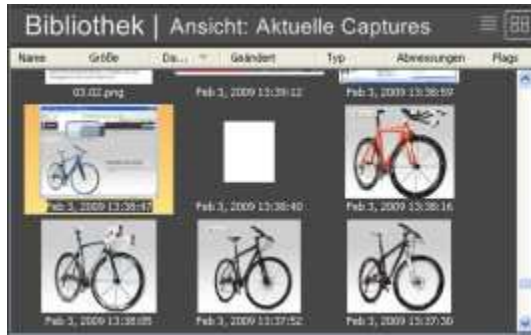 Bibliothek | Ansicht: Aktuelle Captures
Name Größe Da... Geändert Typ Abmessungen Flags
03.02.png Feb 3, 2009 13:39:12 Feb 3, 2009 13:38:59
Feb 3, 2009 13:38:47 Feb 3, 2009 13:38:40 Feb 3, 2009 13:38:16
Feb 3, 2009 13:38:05 Feb 3, 2009 13:37:52 Feb 3, 2009 13:37:30